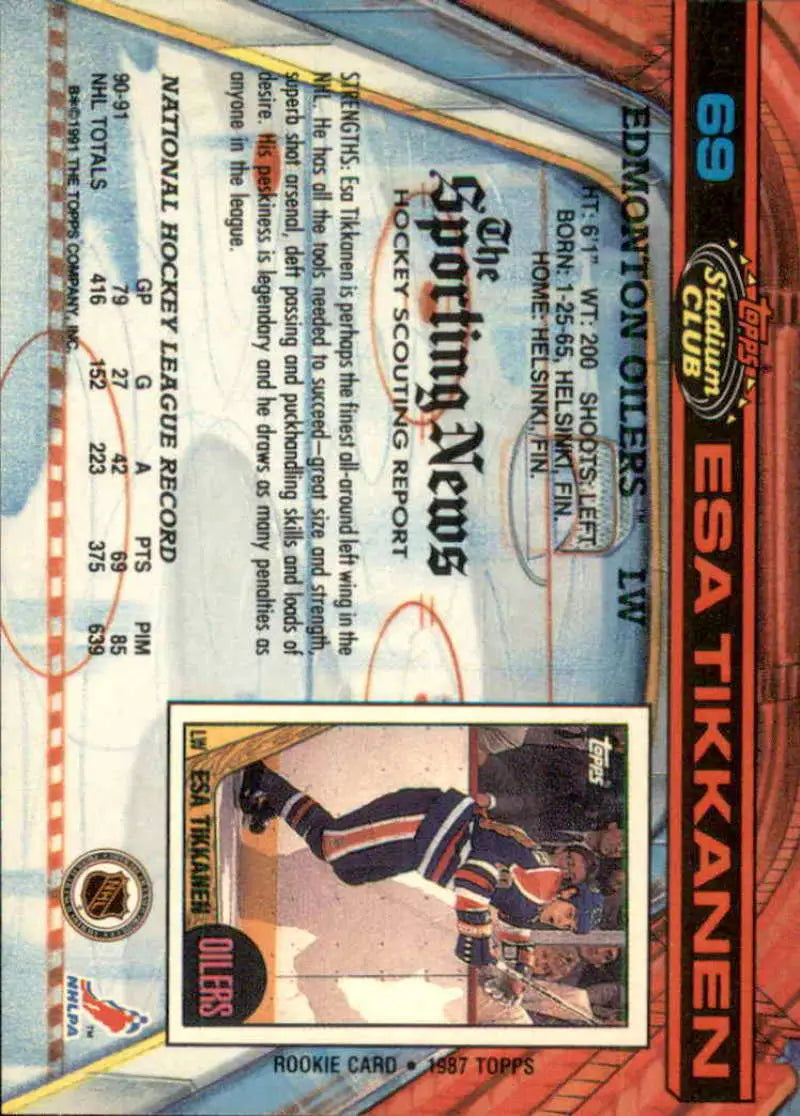 69
Topps
Stadium
CLUB
ESA TIKKANEN
EDMONTON OILERS™ LW
HT: 6'1" WT: 200 SHOOTS: LEFT
BORN: 1-25-65, HELSINKI, FIN.
HOME: HELSINKI, FIN.
The
Sporting News
HOCKEY SCOUTING REPORT
STRENGTHS: Esa Tikkanen is perhaps the finest all-around left wing in the
NHL. He has all the tools needed to succeed—great size and strength,
superb shot arsenal, deft passing and puckhandling skills and loads of
desire. His peskiness is legendary and he draws as many penalties as
anyone in the league.
NATIONAL HOCKEY LEAGUE RECORD
GP G A PTS PIM
90-91 79 27 42 69 85
NHL TOTALS 416 152 223 375 639
B*©1991 THE TOPPS COMPANY, INC.
topps
LW ESA TIKKANEN
OILERS
ROOKIE CARD • 1987 TOPPS
NHL
NHLPA™